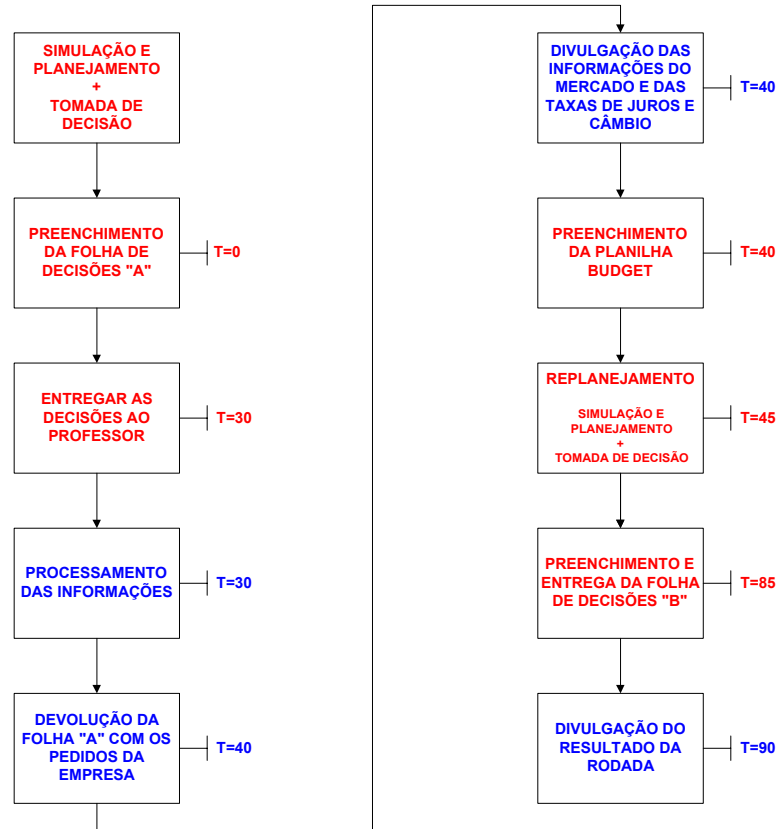 SIMULAÇÃO E
PLANEJAMENTO
+
TOMADA DE
DECISÃO
PREENCHIMENTO
DA FOLHA DE
DECISÕES "A"
T=0
ENTREGAR AS
DECISÕES AO
PROFESSOR
T=30
PROCESSAMENTO
DAS INFORMAÇÕES
T=30
DEVOLUÇÃO DA
FOLHA "A" COM OS
PEDIDOS DA
EMPRESA
T=40
DIVULGAÇÃO DAS
INFORMAÇÕES DO
MERCADO E DAS
TAXAS DE JUROS E
CÂMBIO
T=40
PREENCHIMENTO
DA PLANILHA
BUDGET
T=40
REPLANEJAMENTO
SIMULAÇÃO E
PLANEJAMENTO
+
TOMADA DE DECISÃO
T=45
PREENCHIMENTO E
ENTREGA DA FOLHA
DE DECISÕES "B"
T=85
DIVULGAÇÃO DO
RESULTADO DA
RODADA
T=90